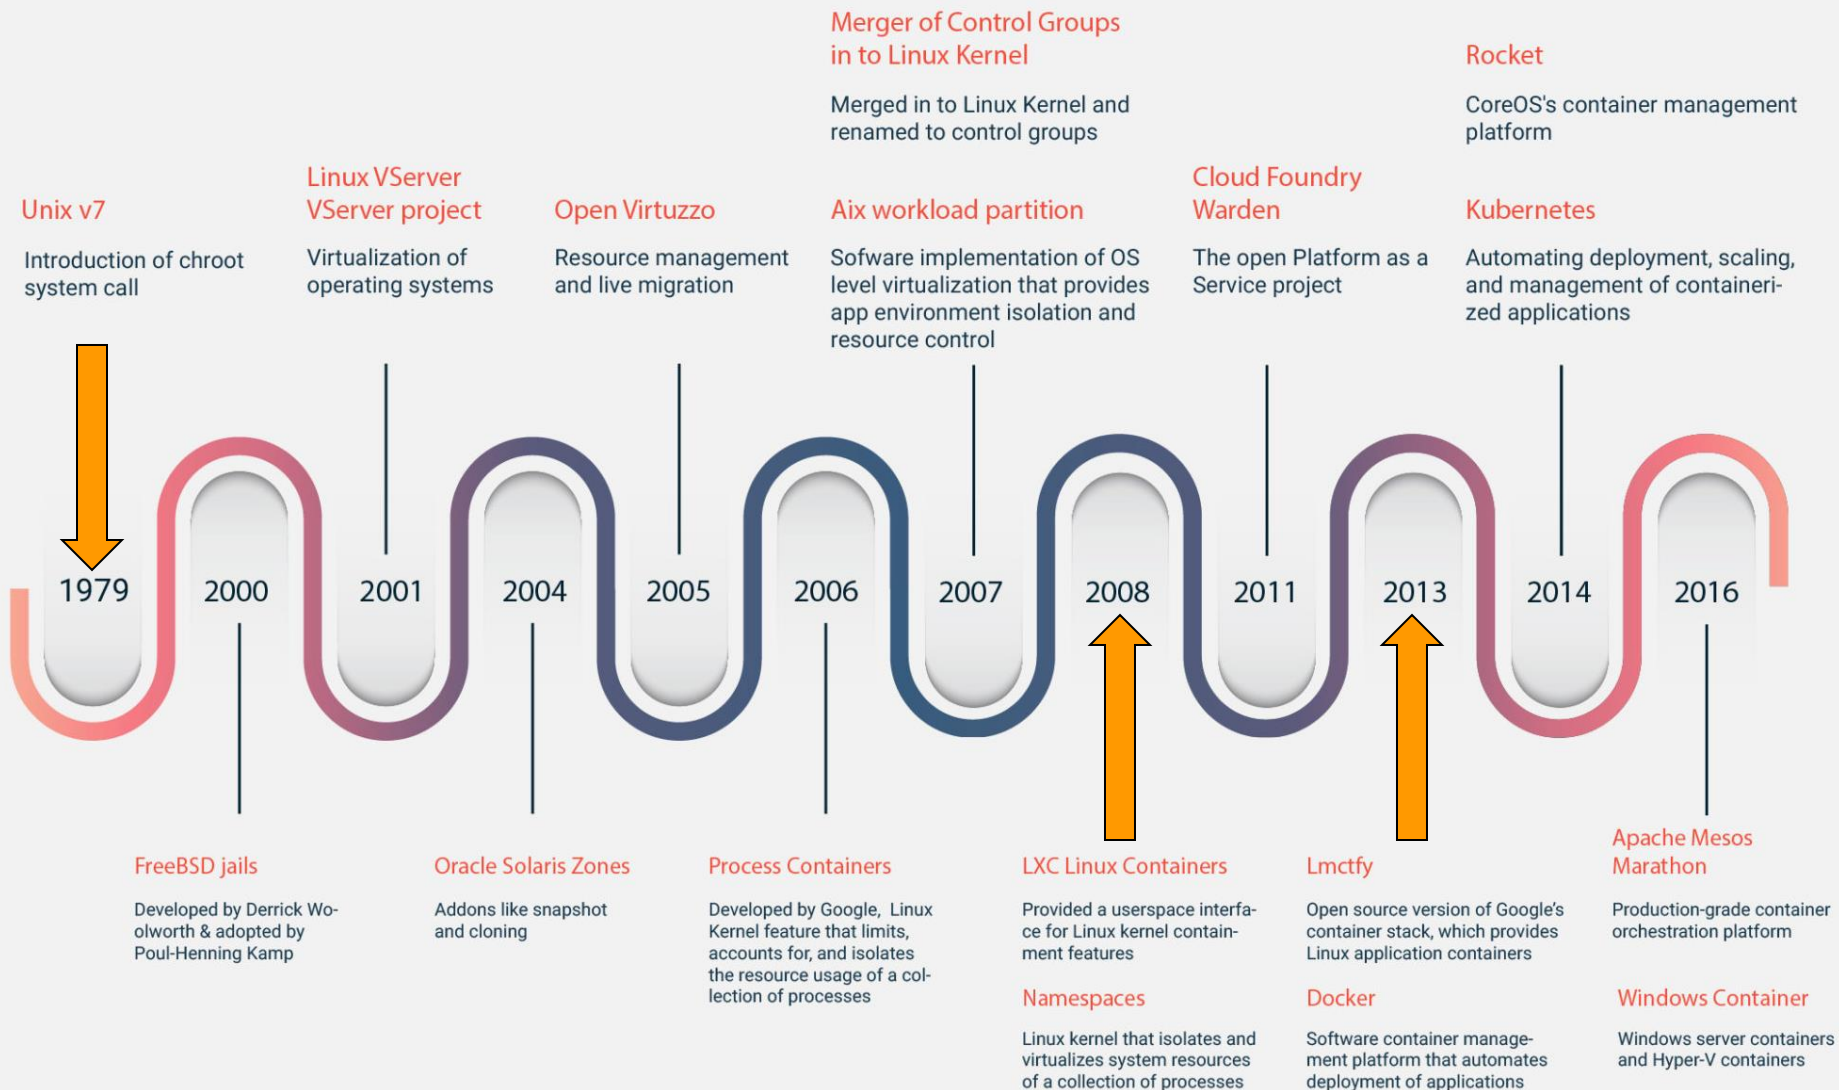 Merger of Control Groups
in to Linux Kernel
Merged in to Linux Kernel and
renamed to control groups
Rocket
CoreOS's container management
platform
Unix v7
Introduction of chroot
system call
Linux VServer
VServer project
Virtualization of
operating systems
Open Virtuzzo
Resource management
and live migration
Aix workload partition
Sofware implementation of OS
level virtualization that provides
app environment isolation and
resource control
Cloud Foundry
Warden
The open Platform as a
Service project
Kubernetes
Automating deployment, scaling,
and management of containeri-
zed applications
1979
2000
2001
2004
2005
2006
2007
2008
2011
2013
2014
2016
FreeBSD jails
Developed by Derrick Wo-
olworth & adopted by
Poul-Henning Kamp
Oracle Solaris Zones
Addons like snapshot
and cloning
Process Containers
Developed by Google, Linux
Kernel feature that limits,
accounts for, and isolates
the resource usage of a col-
lection of processes
LXC Linux Containers
Provided a userspace interfa-
ce for Linux kernel contain-
ment features
Namespaces
Linux kernel that isolates and
virtualizes system resources
of a collection of processes
Lmctfy
Open source version of Google's
container stack, which provides
Linux application containers
Docker
Software container manage-
ment platform that automates
deployment of applications
Apache Mesos
Marathon
Production-grade container
orchestration platform
Windows Container
Windows server containers
and Hyper-V containers